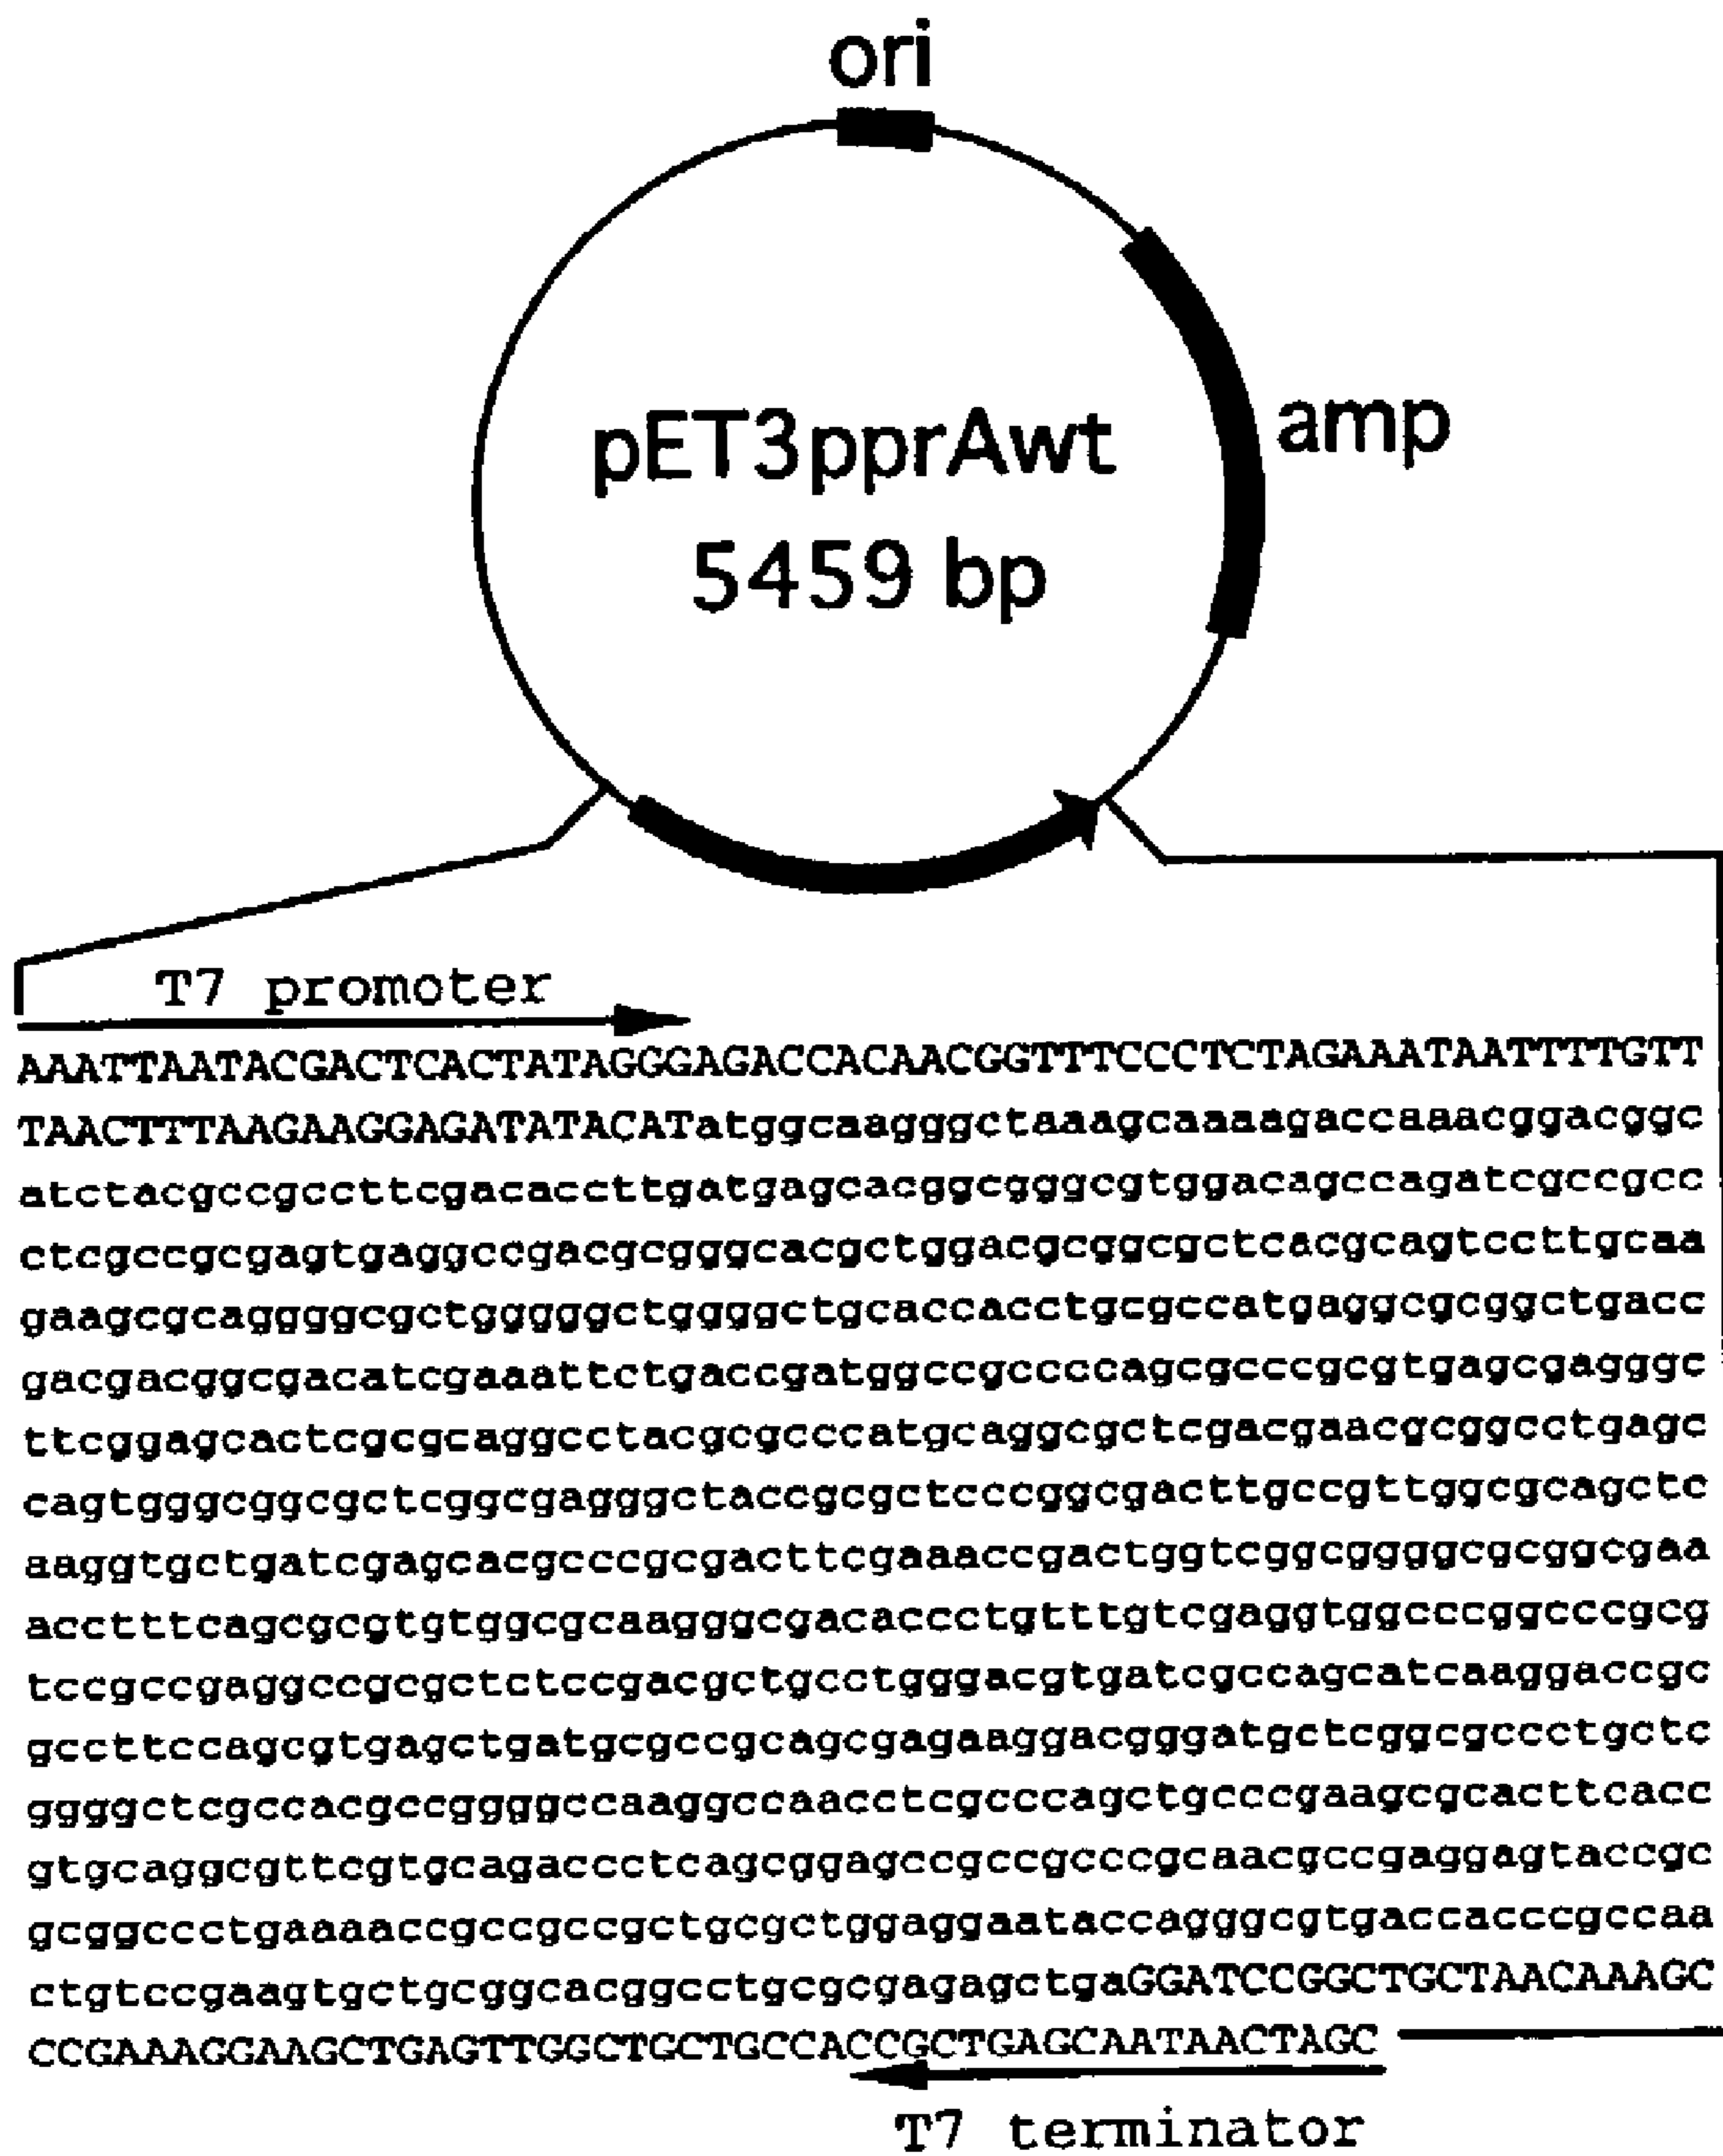 ori
amp
pET3pprAwt
5459 bp
T7 promoter
AAATTAATACGACTCACTATAGGGAGACCACAACGGTTTCCCTCTAGAAATAATTTTGTT
TAACTTTAAGAAGGAGATATACATatggcaagggctaaagcaaaagaccaaacggacggc
atctacgccgccttcgacaccttgatgagcacggcgggcgtggacagccagatcgccgcc
ctcgccgcgagtgaggccgacgcgggcacgctggacgcggcgctcacgcagtccttgcaa
gaagcgcaggggcgctgggggctggggctgcaccacctgcgccatgaggcgcggctgacc
gacgacggcgacatcgaaattctgaccgatggccgccccagcgcccgcgtgagcgagggc
ttcggagcactcgcgcaggcctacgcgcccatgcaggcgctcgacgaacgcggcctgagc
cagtgggcggcgctcggcgagggctaccgcgctcccggcgacttgccgttggcgcagctc
aaggtgctgatcgagcacgcccgcgacttcgaaaccgactggtcggcggggcgcggcgaa
acctttcagcgcgtgtggcgcaagggcgacaccctgtttgtcgaggtggcccggcccgcg
tccgccgaggccgcgctctccgacgctgcctgggacgtgatcgccagcatcaaggaccgc
gccttccagcgtgagctgatgcgccgcagcgagaaggacgggatgctcggcgccctgctc
ggggctcgccacgccggggccaaggccaacctcgcccagctgcccgaagcgcacttcacc
gtgcaggcgttcgtgcagaccctcagcggagccgccgcccgcaacgccgaggagtaccgc
gcggccctgaaaaccgccgccgctgcgctggaggaataccagggcgtgaccacccgccaa
ctgtccgaagtgctgcggcacggcctgcgcgagagctgaGGATCCGGCTGCTAACAAAGC
CCGAAAGGAAGCTGAGTTGGCTGCTGCCACCGCTGAGCAATAACTAGC
T7 terminator